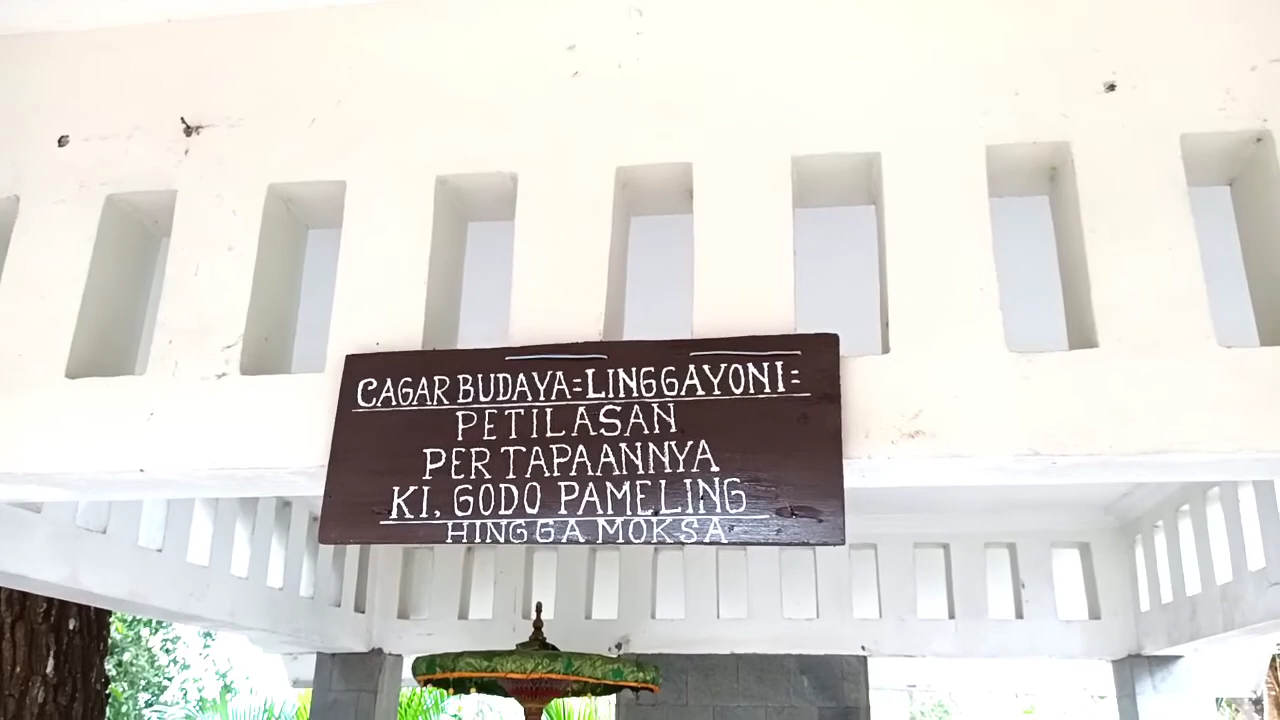 CAGAR BUDAYA=LINGGAYONI=
PETILASAN
PERTAPAANNYA
KI. GODO PAMELING
HINGGA MOKSA